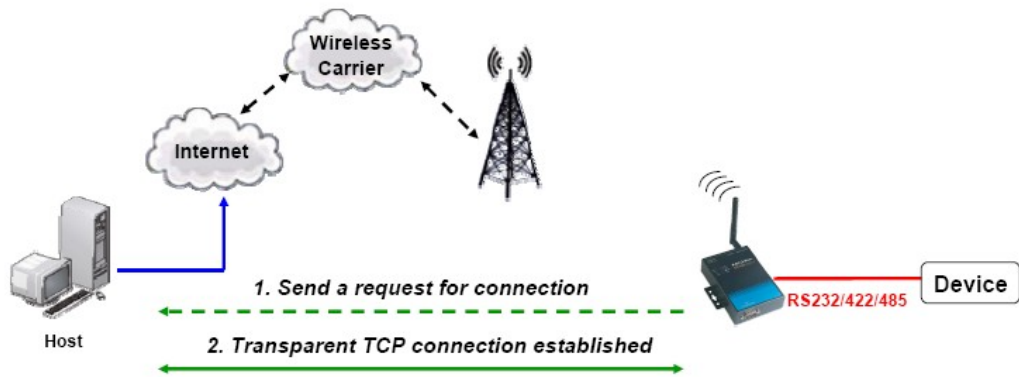 Wireless
Carrier
Internet
1. Send a request for connection
RS232/422/485
Device
Host
2. Transparent TCP connection established